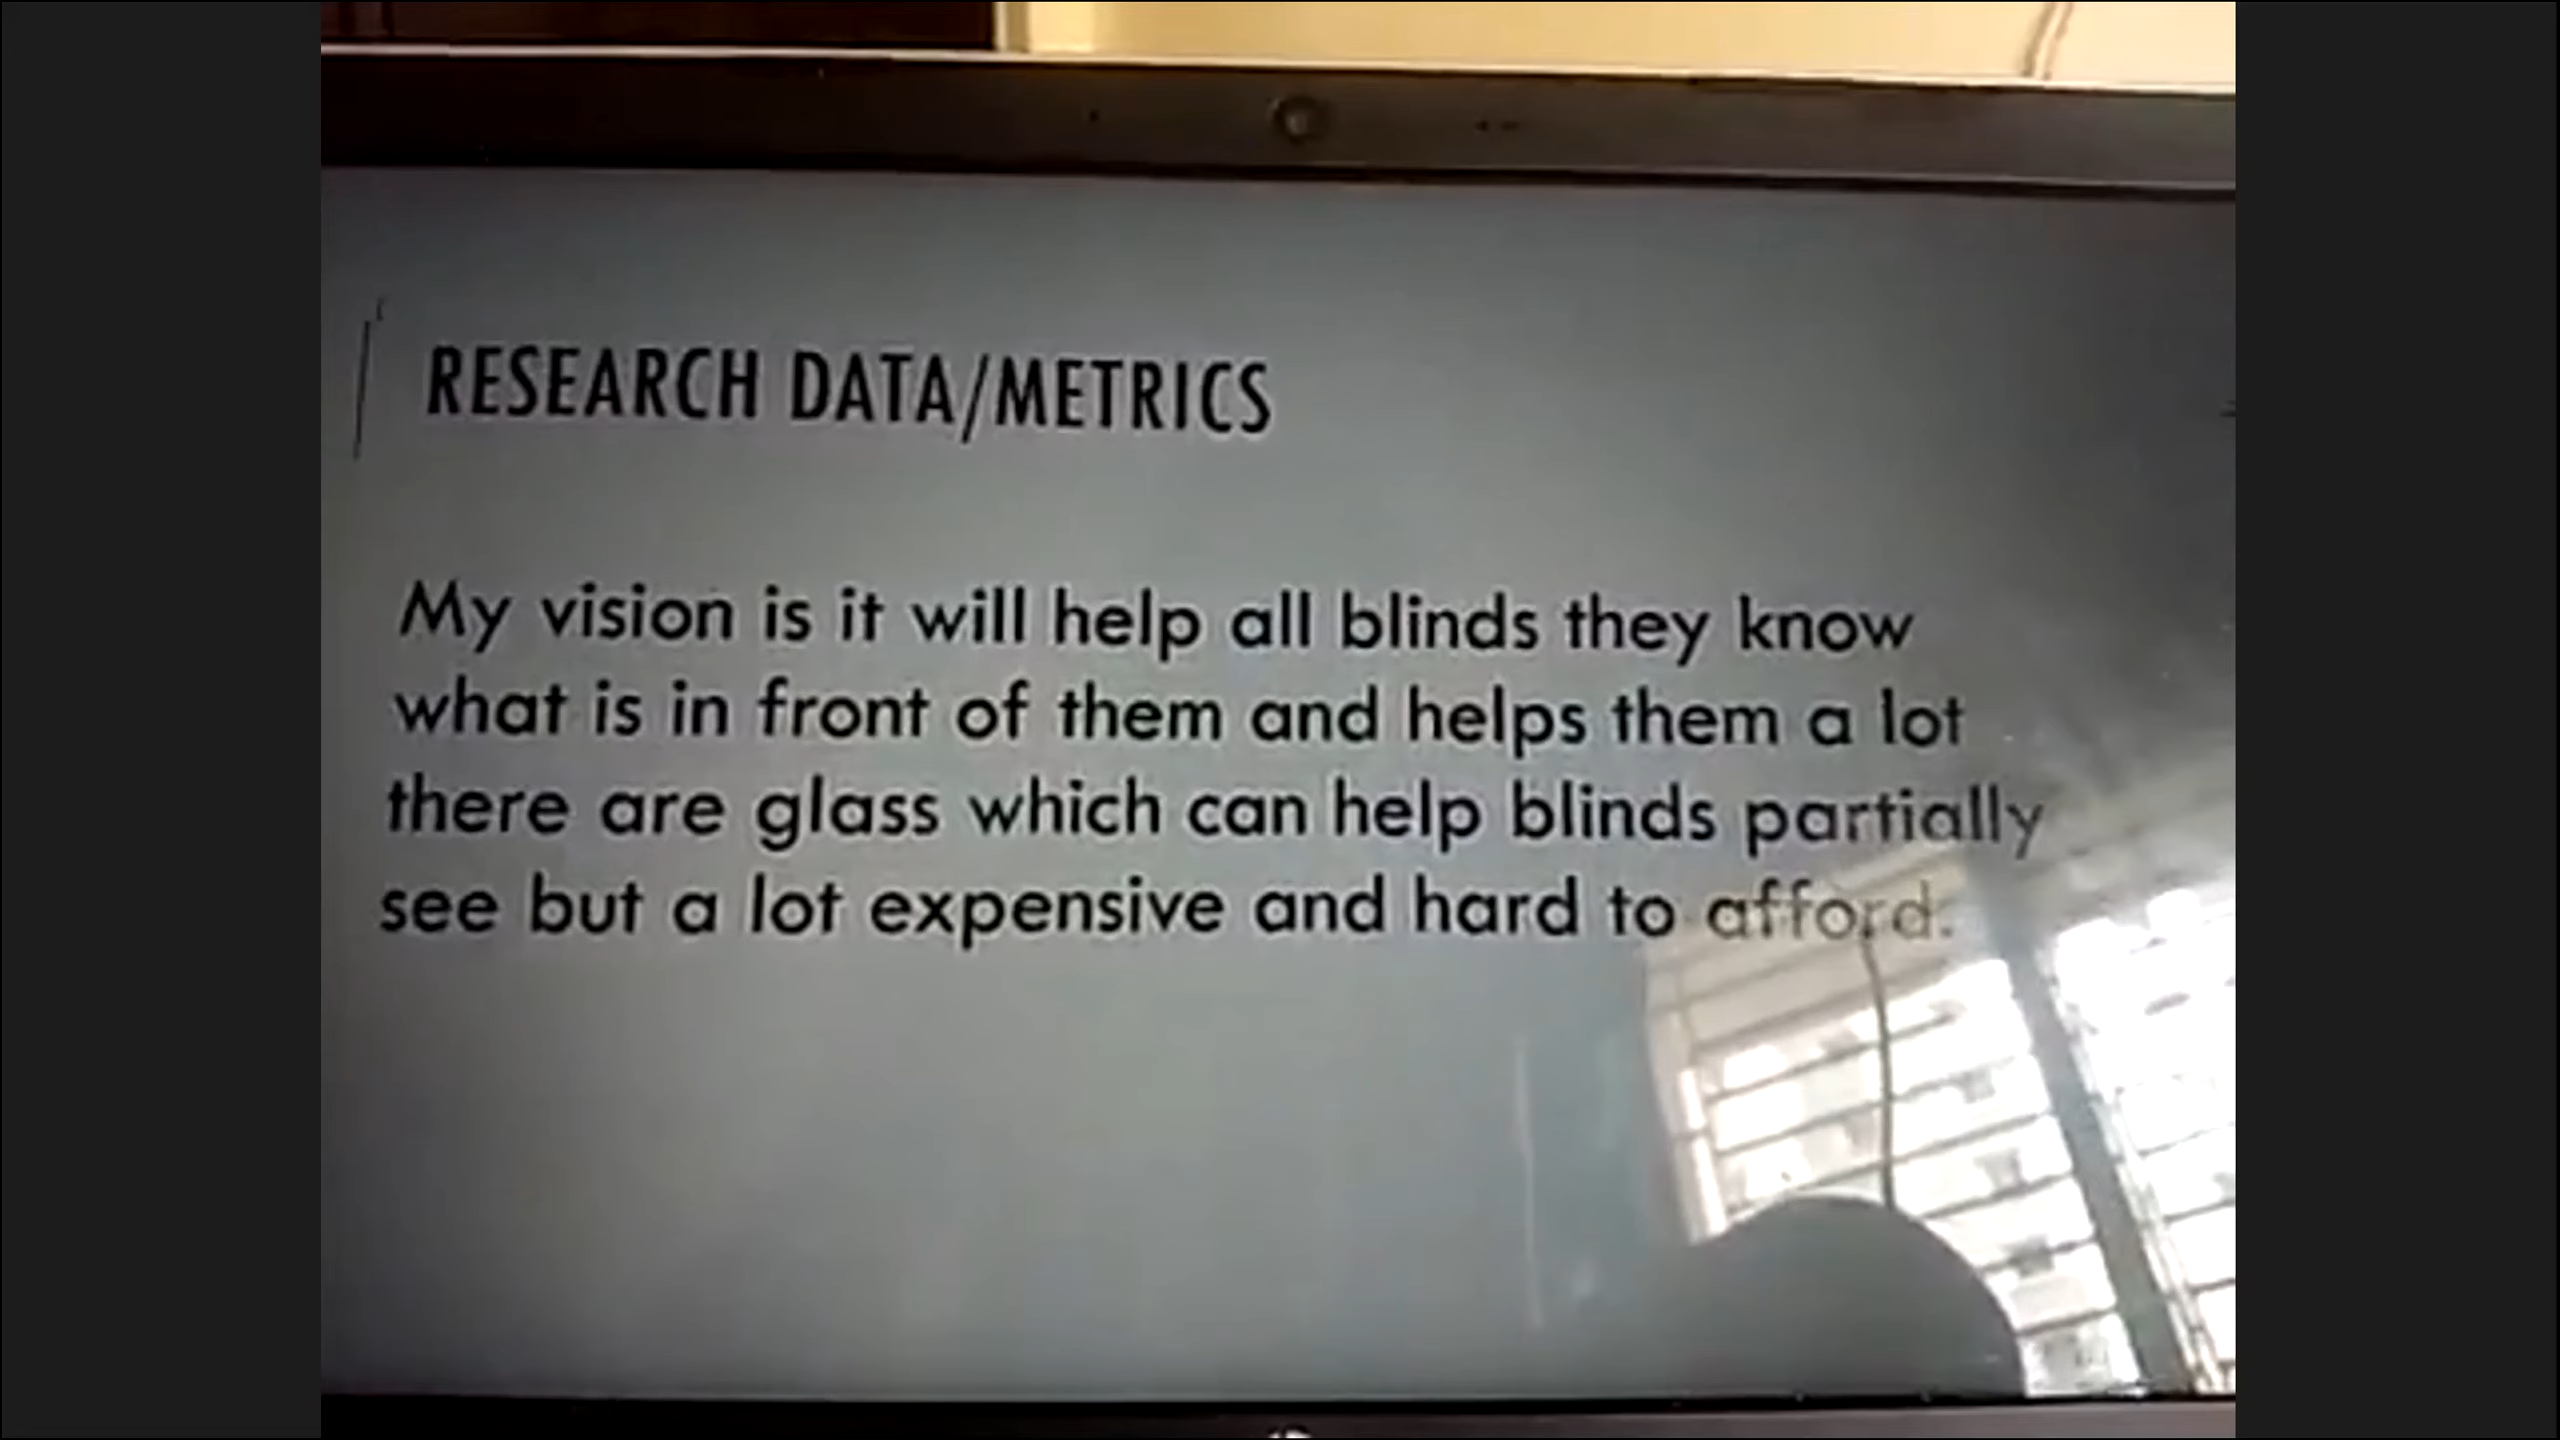 RESEARCH DATA/METRICS
My vision is it will help all blinds they know
what is in front of them and helps them a lot
there are glass which can help blinds partially
see but a lot expensive and hard to afford.